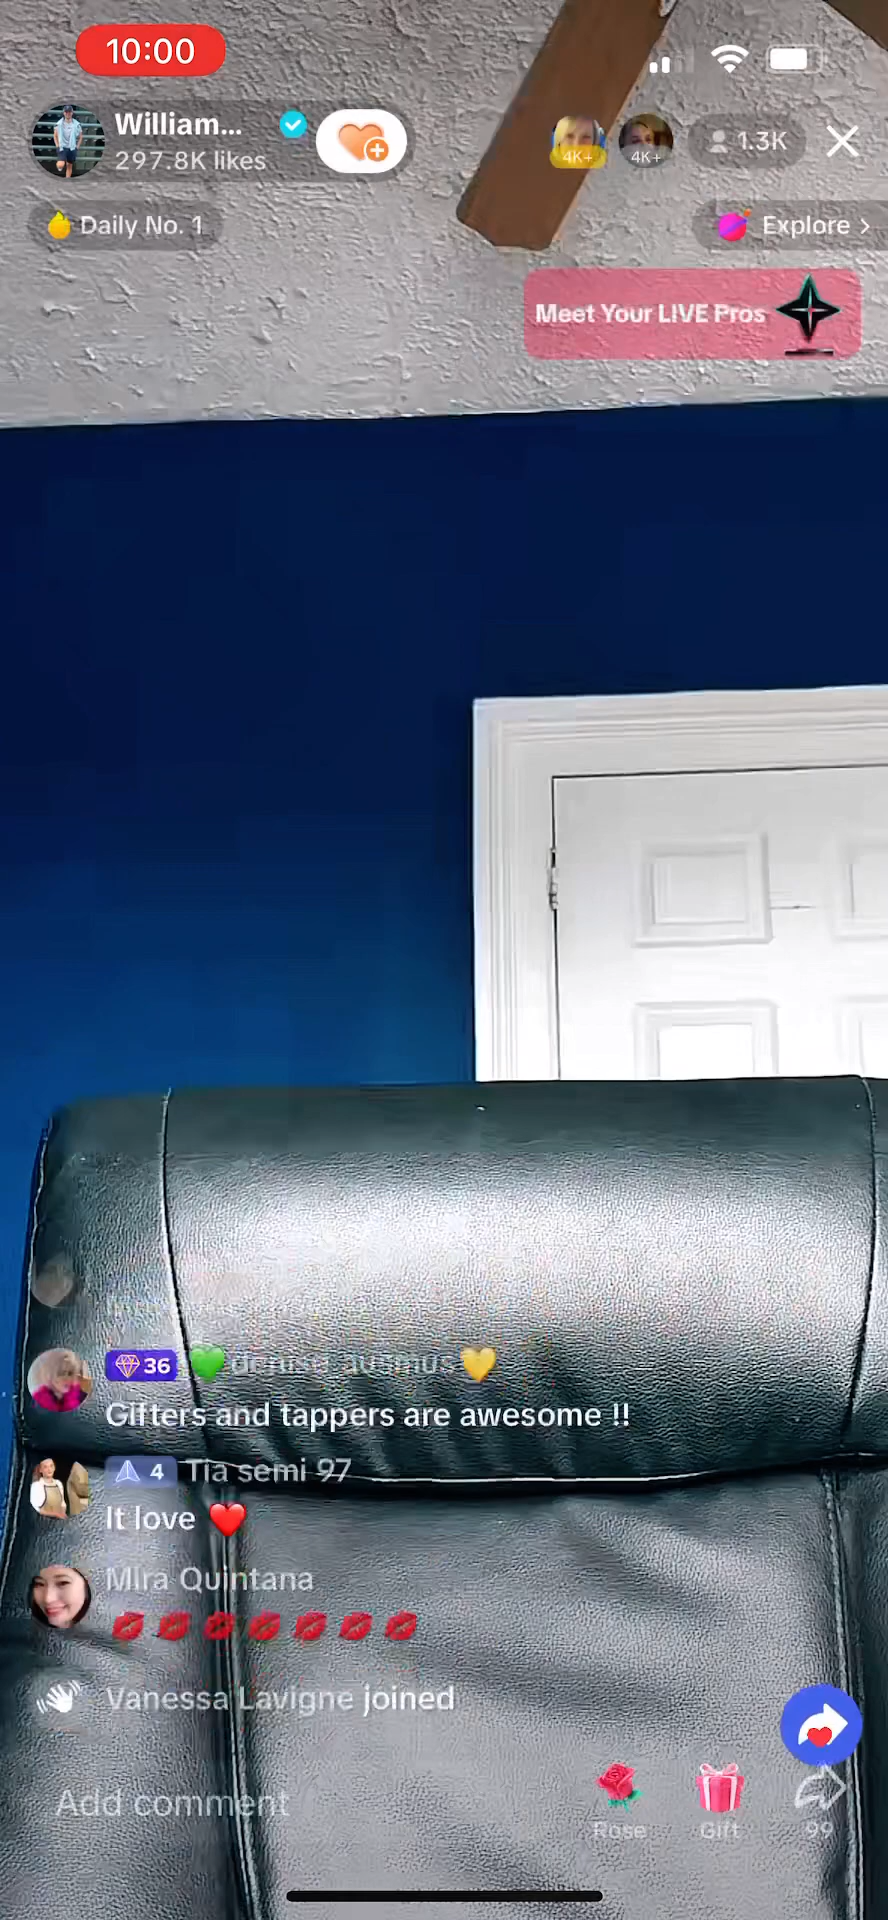 10:00
William...
297.8K likes
4K+
4K+
1.3K
Daily No. 1
Explore >
Meet Your LIVE Pros
36
Gifters and tappers are awesome !!
4 Tia semi 97
It love ❤️
Mira Quintana
💋💋💋💋💋💋💋
Vanessa Lavigne joined
Add comment
Rose
Gift
99